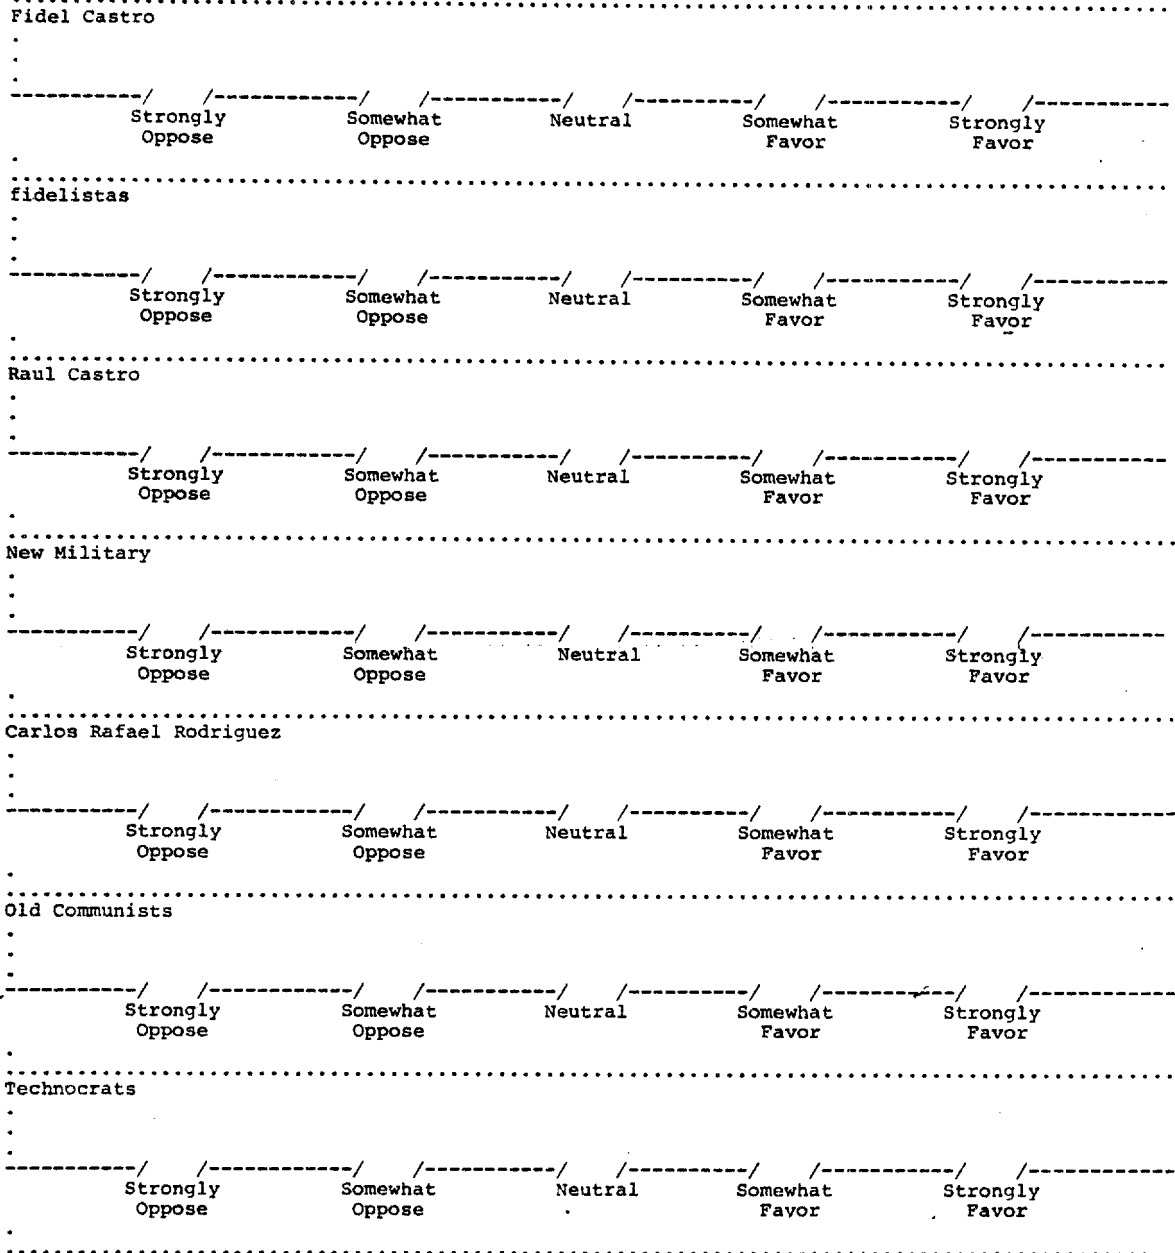 Fidel Castro
-----------/ /------------/ /-----------/ /----------/ /-----------/ /-----------
Strongly Somewhat Neutral Somewhat Strongly
Oppose Oppose Favor Favor
fidelistas
-----------/ /------------/ /-----------/ /----------/ /-----------/ /-----------
Strongly Somewhat Neutral Somewhat Strongly
Oppose Oppose Favor Favor
Raul Castro
-----------/ /------------/ /-----------/ /----------/ /-----------/ /-----------
Strongly Somewhat Neutral Somewhat Strongly
Oppose Oppose Favor Favor
New Military
-----------/ /------------/ /-----------/ /----------/ /-----------/ /-----------
Strongly Somewhat Neutral Somewhat Strongly
Oppose Oppose Favor Favor
Carlos Rafael Rodriguez
-----------/ /------------/ /-----------/ /----------/ /-----------/ /-----------
Strongly Somewhat Neutral Somewhat Strongly
Oppose Oppose Favor Favor
Old Communists
-----------/ /------------/ /-----------/ /----------/ /-----------/ /-----------
Strongly Somewhat Neutral Somewhat Strongly
Oppose Oppose Favor Favor
Technocrats
-----------/ /------------/ /-----------/ /----------/ /-----------/ /-----------
Strongly Somewhat Neutral Somewhat Strongly
Oppose Oppose Favor Favor